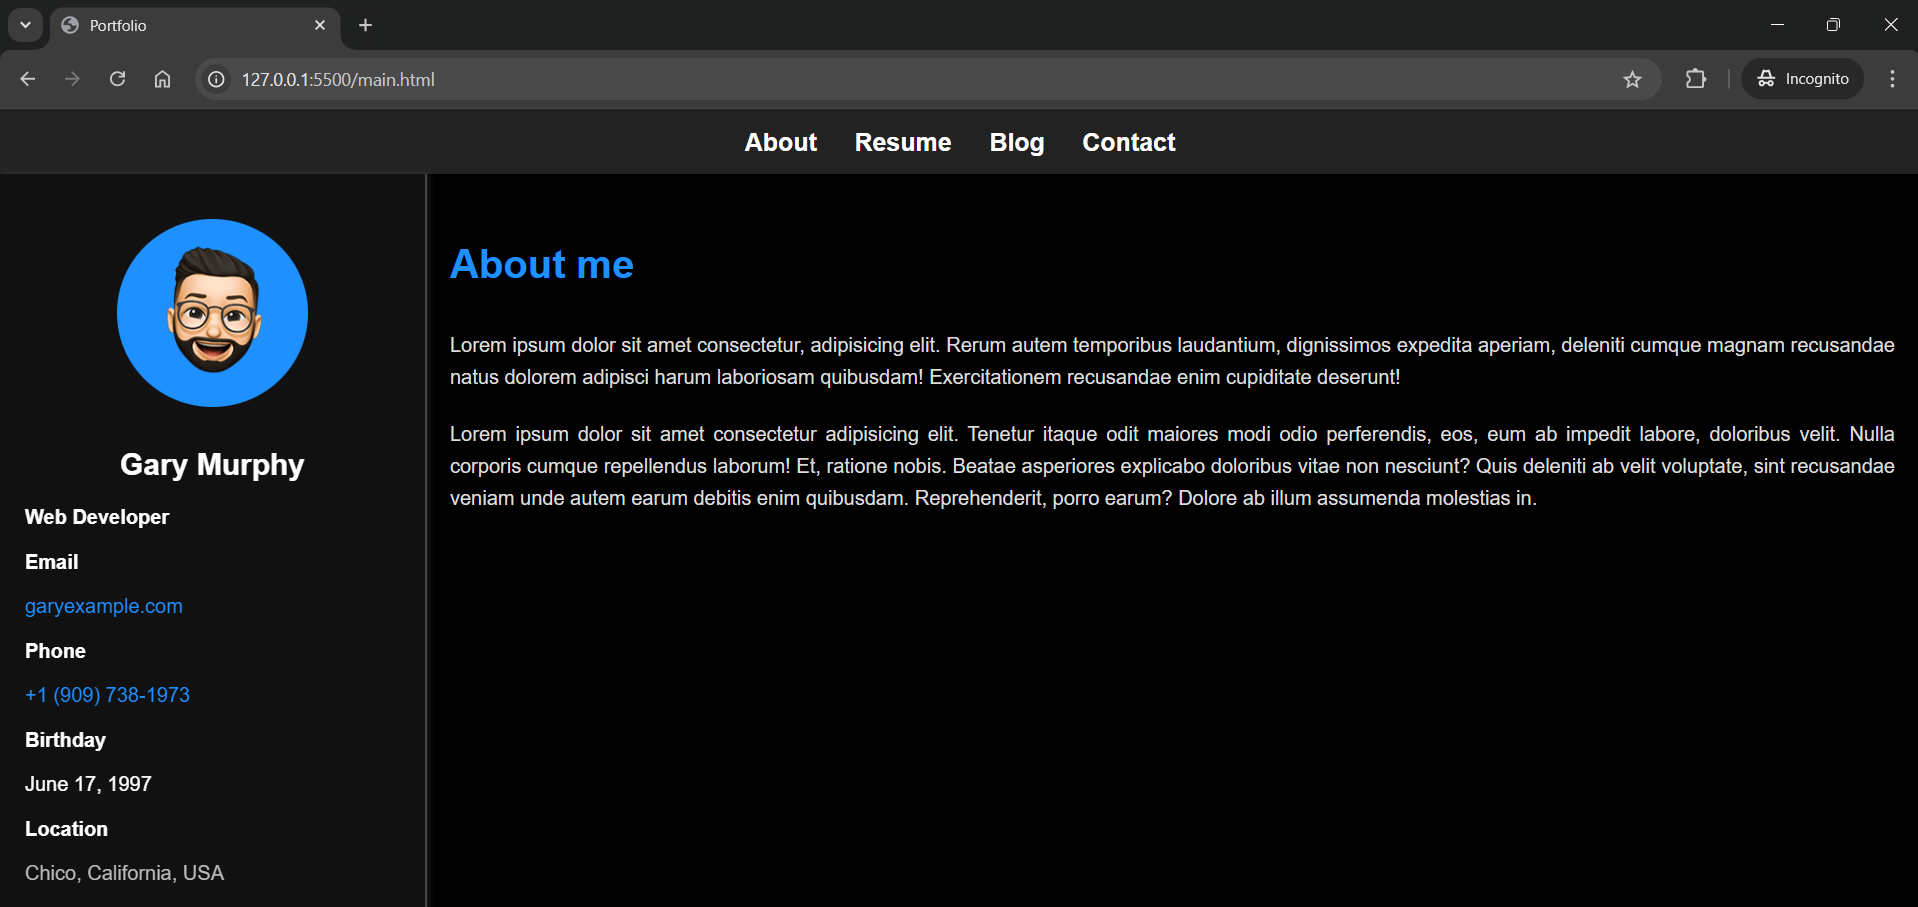 Portfolio
127.0.0.1:5500/main.html
Incognito
About Resume Blog Contact
Gary Murphy
Web Developer
Email
garyexample.com
Phone
+1 (909) 738-1973
Birthday
June 17, 1997
Location
Chico, California, USA
About me
Lorem ipsum dolor sit amet consectetur, adipisicing elit. Rerum autem temporibus laudantium, dignissimos expedita aperiam, deleniti cumque magnam recusandae
natus dolorem adipisci harum laboriosam quibusdam! Exercitationem recusandae enim cupiditate deserunt!
Lorem ipsum dolor sit amet consectetur adipisicing elit. Tenetur itaque odit maiores modi odio perferendis, eos, eum ab impedit labore, doloribus velit. Nulla
corporis cumque repellendus laborum! Et, ratione nobis. Beatae asperiores explicabo doloribus vitae non nesciunt? Quis deleniti ab velit voluptate, sint recusandae
veniam unde autem earum debitis enim quibusdam. Reprehenderit, porro earum? Dolore ab illum assumenda molestias in.